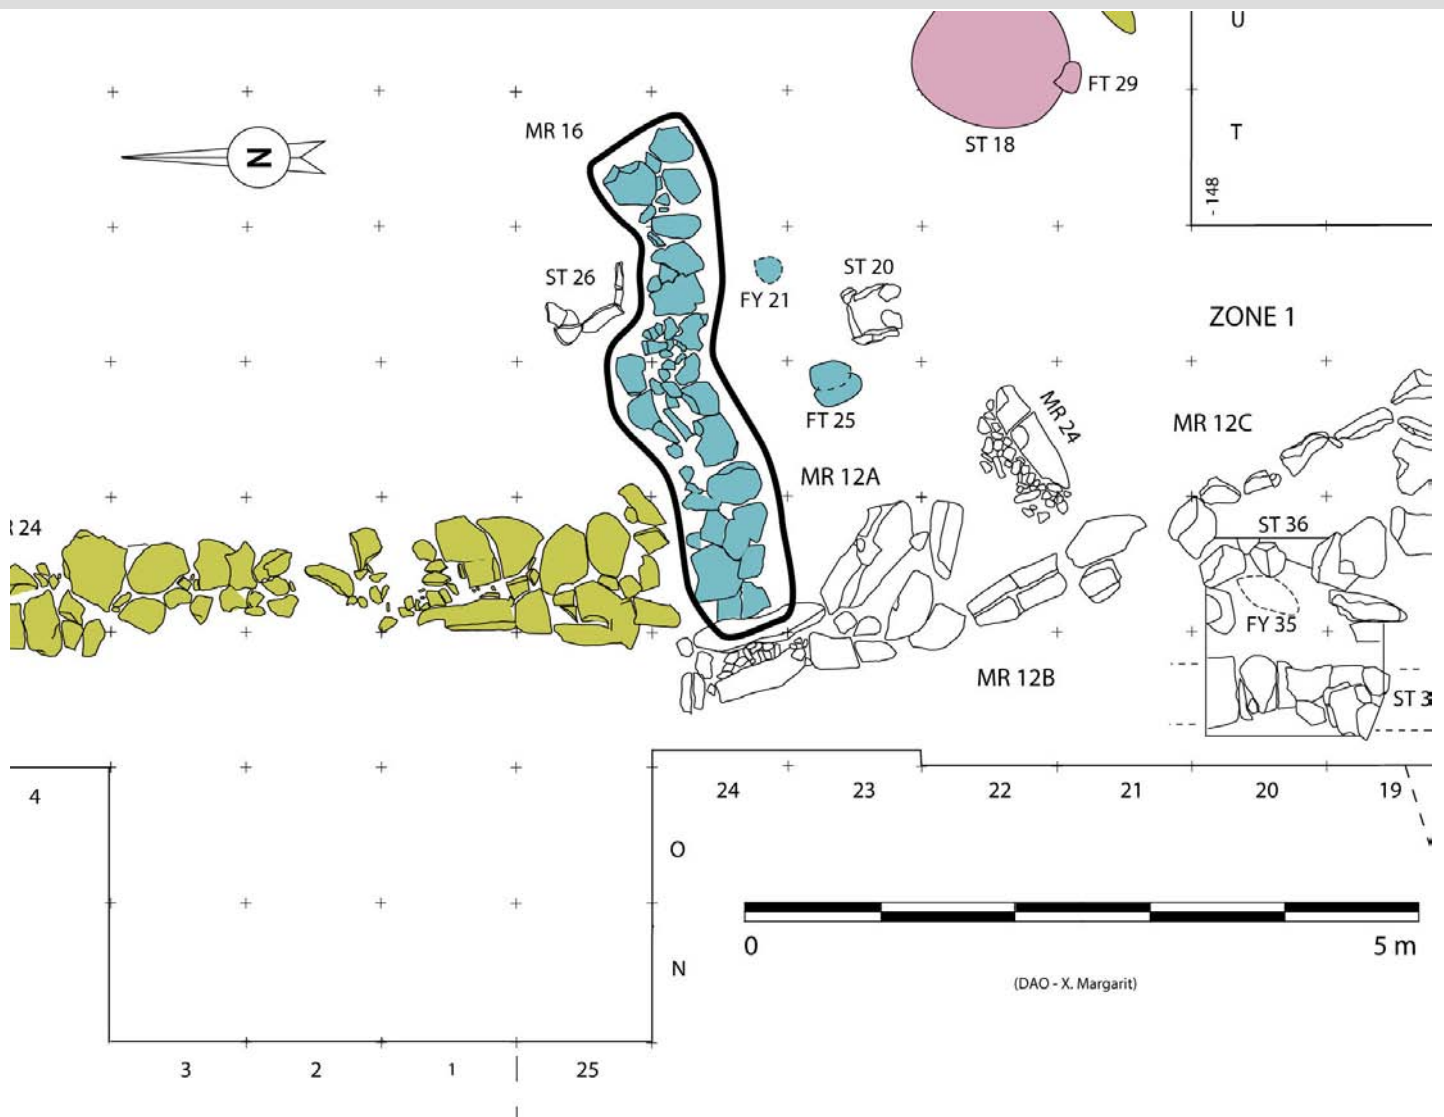 U
FT 29
MR 16
T
ST 18
N
- 148
ST 26
ST 20
FY 21
ZONE 1
FT 25
MR 24
MR 12C
MR 12A
24
ST 36
FY 35
MR 12B
ST 3
4
24
23
22
21
20
19
O
0
5 m
N
(DAO - X. Margarit)
3
2
1
25